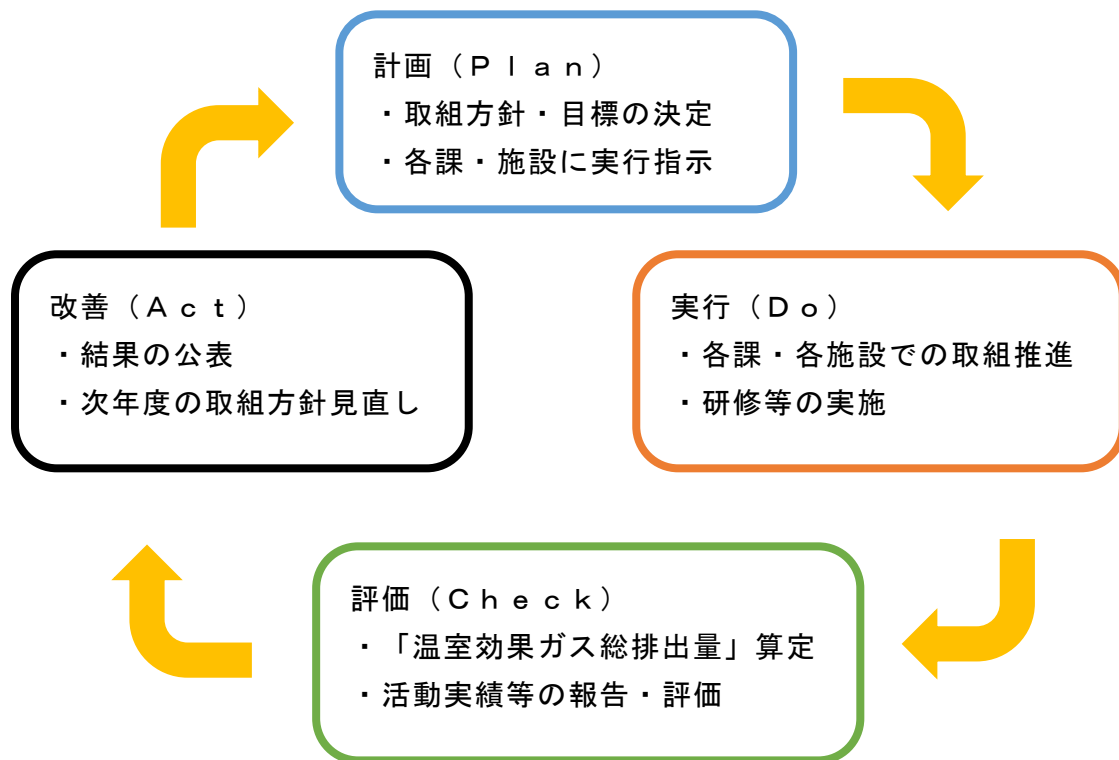 計画（Ｐｌａｎ）
・取組方針・目標の決定
・各課・施設に実行指示
実行（Ｄｏ）
・各課・各施設での取組推進
・研修等の実施
評価（Ｃｈｅｃｋ）
・「温室効果ガス総排出量」算定
・活動実績等の報告・評価
改善（Ａｃｔ）
・結果の公表
・次年度の取組方針見直し